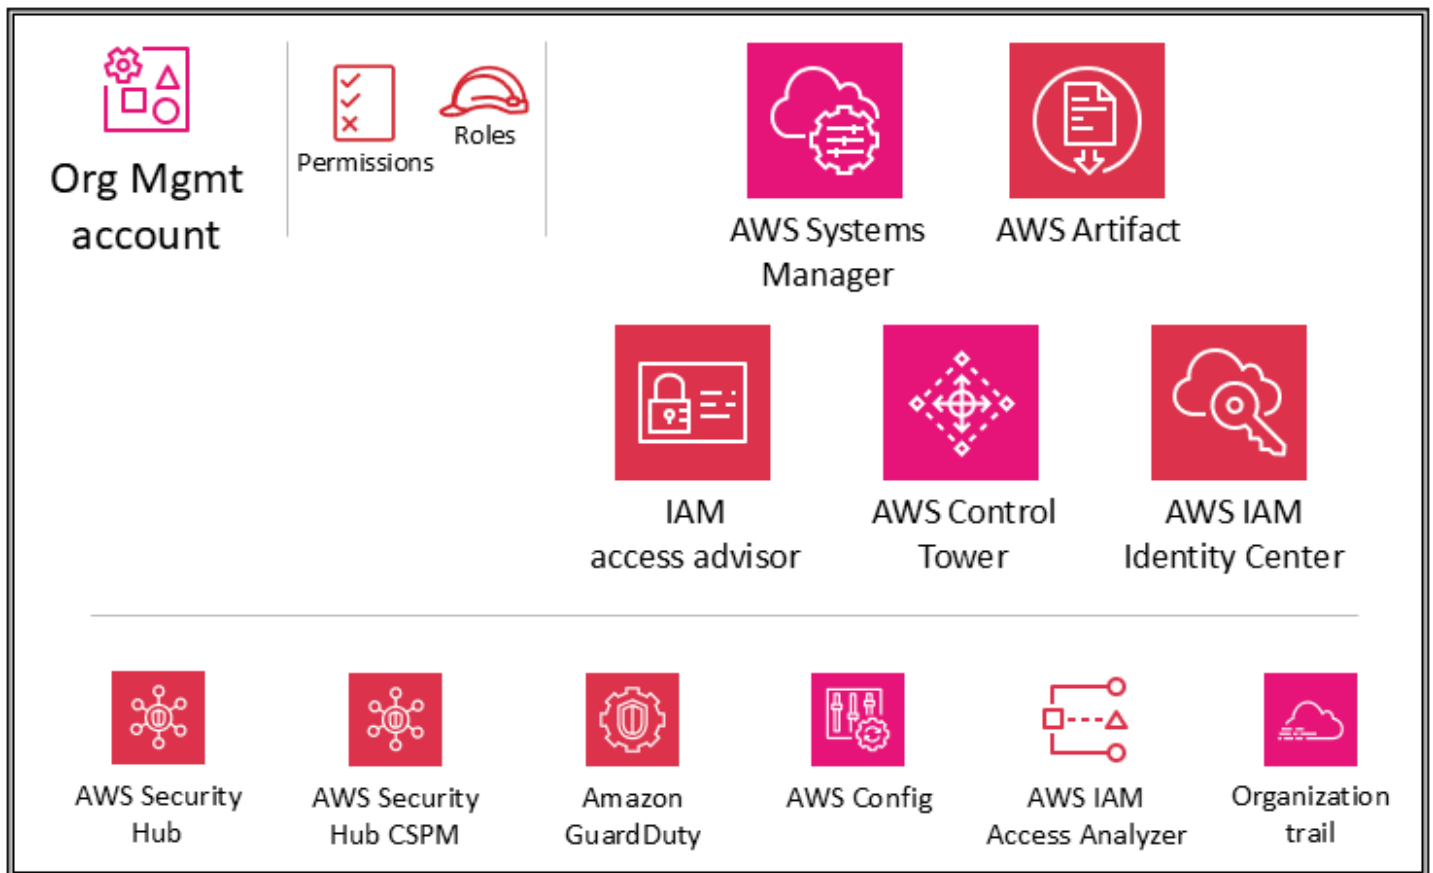 Org Mgmt
account
Permissions
Roles
AWS Systems
Manager
AWS Artifact
IAM
access advisor
AWS Control
Tower
AWS IAM
Identity Center
AWS Security
Hub
AWS Security
Hub CSPM
Amazon
GuardDuty
AWS Config
AWS IAM
Access Analyzer
Organization
trail